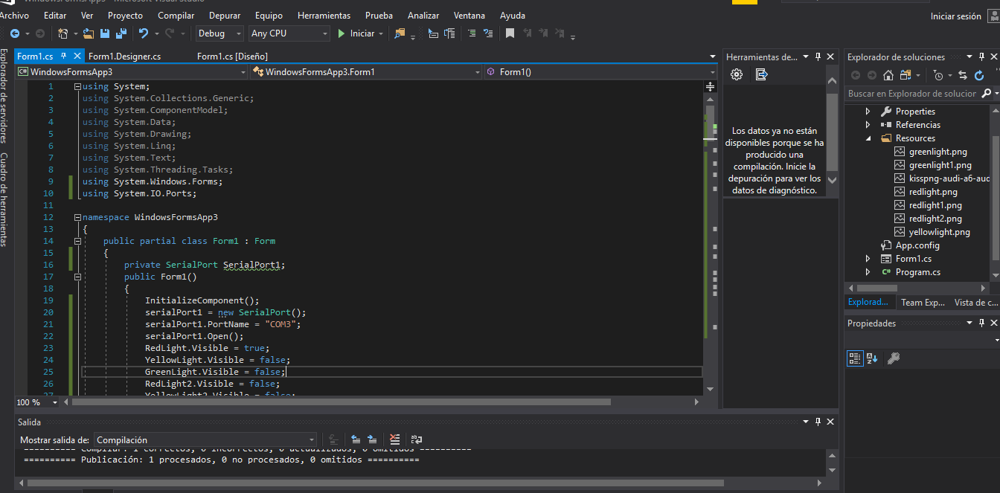 WindowsFormsApp3 - Microsoft Visual Studio
Archivo Editar Ver Proyecto Compilar Depurar Equipo Herramientas Prueba Analizar Ventana Ayuda
Iniciar sesión
Debug Any CPU Iniciar
Explorador de servidores
Cuadro de herramientas
Form1.cs Form1.Designer.cs Form1.cs [Diseño]
WindowsFormsApp3 WindowsFormsApp3.Form1 Form1()
1 using System;
2 using System.Collections.Generic;
3 using System.ComponentModel;
4 using System.Data;
5 using System.Drawing;
6 using System.Linq;
7 using System.Text;
8 using System.Threading.Tasks;
9 using System.Windows.Forms;
10 using System.IO.Ports;
11
12 namespace WindowsFormsApp3
13 {
14 public partial class Form1 : Form
15 {
16 private SerialPort SerialPort1;
17 public Form1()
18 {
19 InitializeComponent();
20 serialPort1 = new SerialPort();
21 serialPort1.PortName = "COM3";
22 serialPort1.Open();
23 RedLight.Visible = true;
24 YellowLight.Visible = false;
25 GreenLight.Visible = false;
26 RedLight2.Visible = false;
27 YellowLight2.Visible = false;
100 %
Herramientas de...
Los datos ya no están
disponibles porque se ha
producido una
compilación. Inicie la
depuración para ver los
datos de diagnóstico.
Explorador de soluciones
Buscar en Explorador de solucion
Properties
Referencias
Resources
greenlight.png
greenlight1.png
kisspng-audi-a6-aud
redlight.png
redlight1.png
redlight2.png
yellowlight.png
App.config
Form1.cs
Program.cs
Explorad... Team Exp... Vista de c...
Propiedades
Salida
Mostrar salida de: Compilación
========== Compilar: 1 correctos, 0 incorrectos, 0 actualizados, 0 omitidos ==========
========== Publicación: 1 procesados, 0 no procesados, 0 omitidos ==========